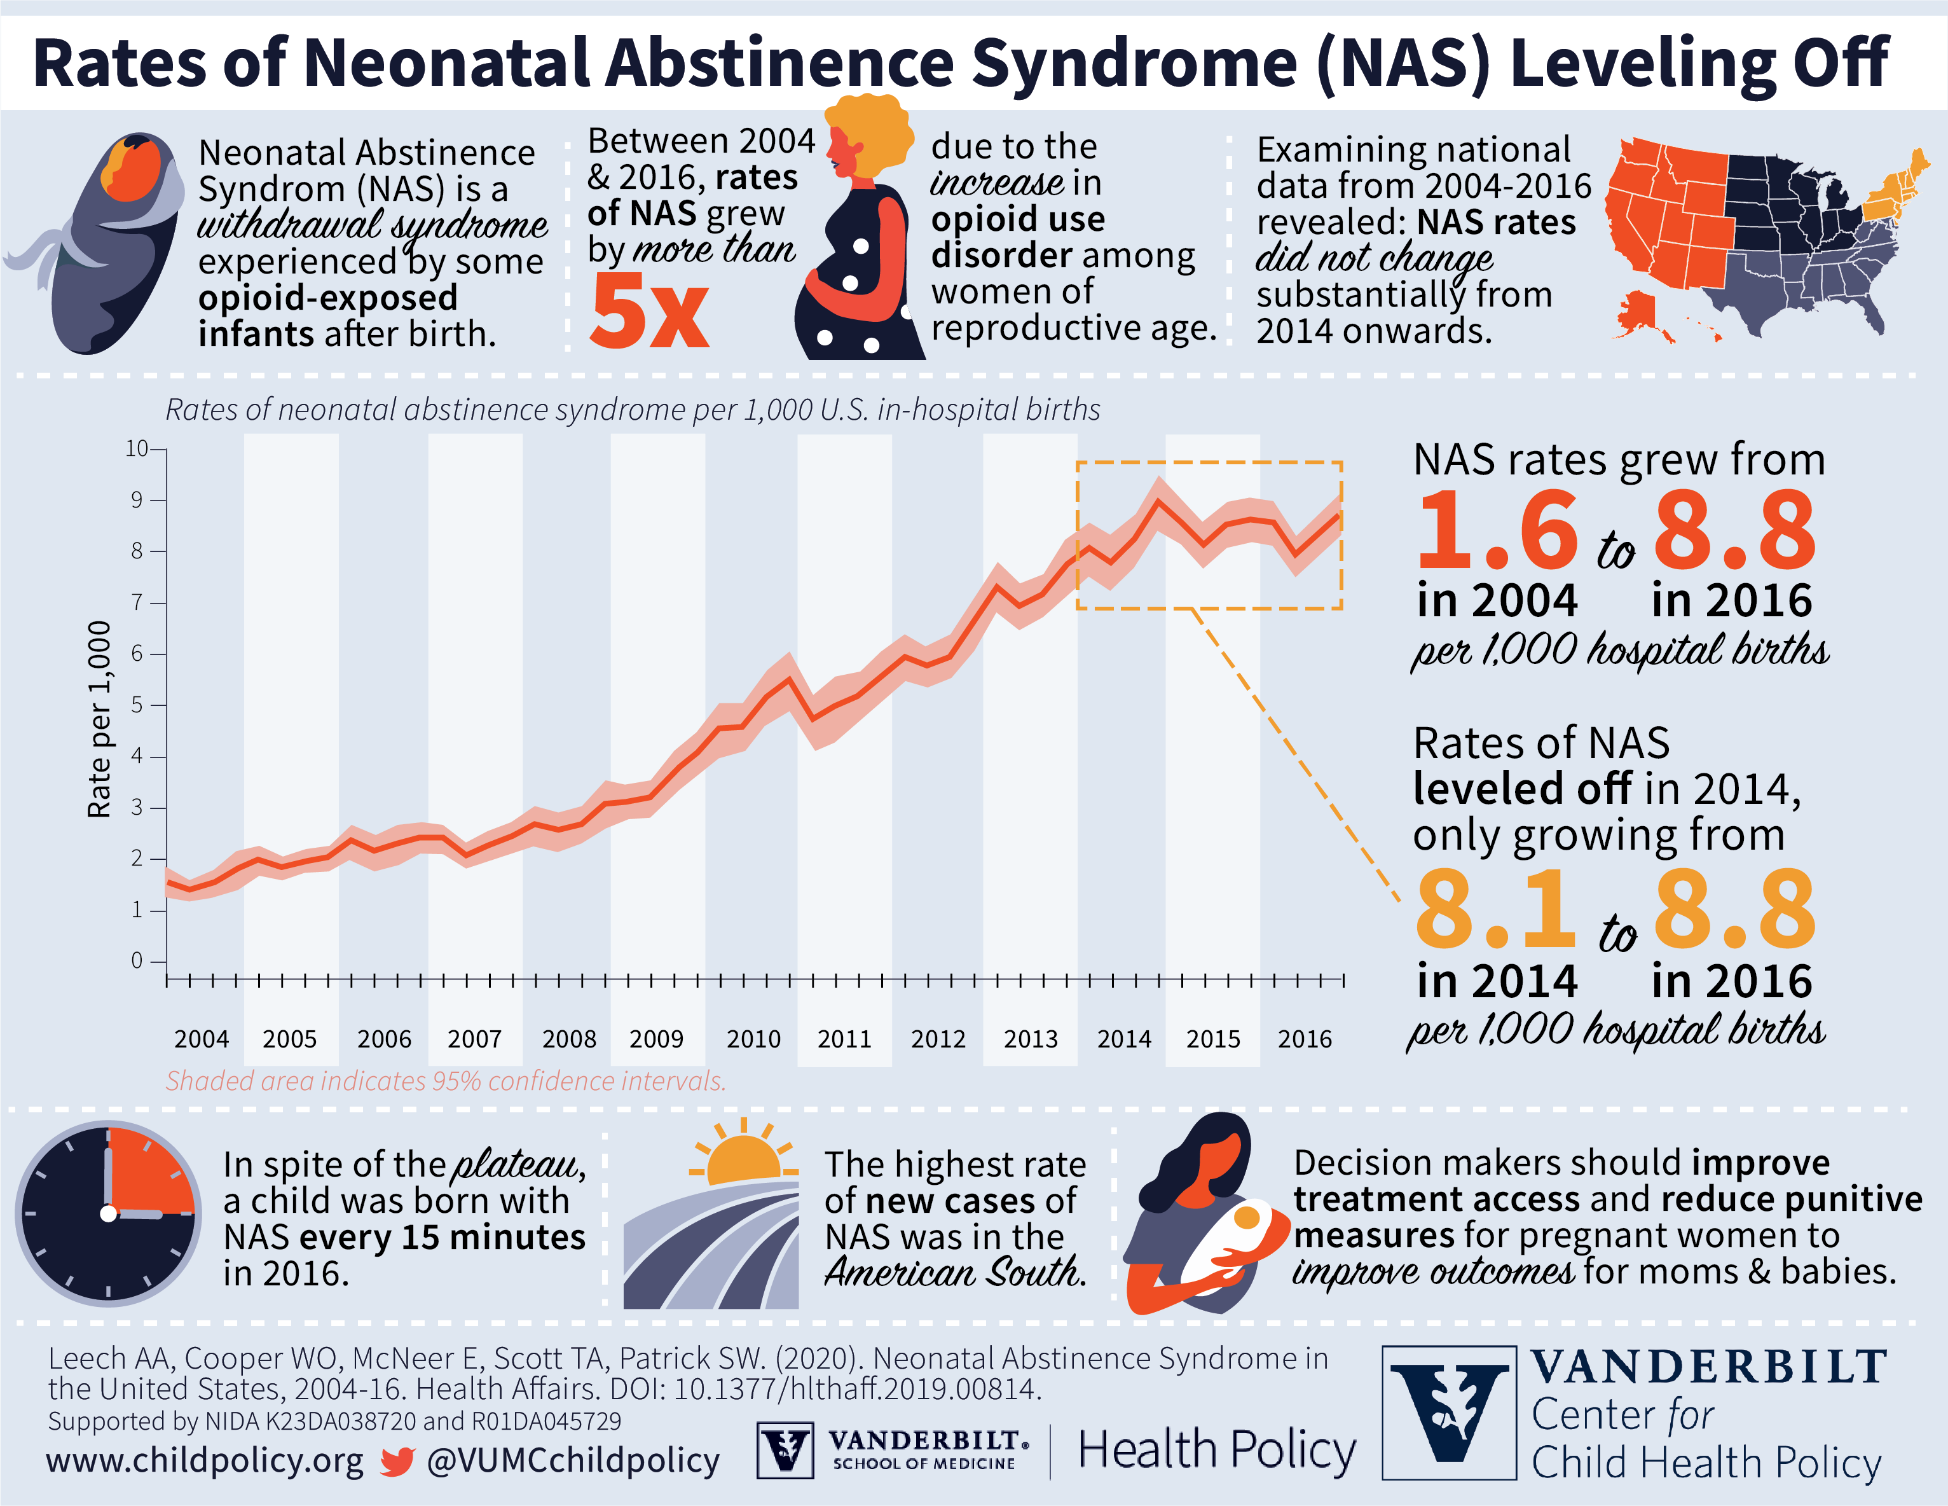 Rates of Neonatal Abstinence Syndrome (NAS) Leveling Off
Neonatal Abstinence
Syndrom (NAS) is a
withdrawal syndrome
experienced by some
opioid-exposed
infants after birth.
Between 2004
& 2016, rates
of NAS grew
by more than
5x
due to the
increase in
opioid use
disorder among
women of
reproductive age.
Examining national
data from 2004-2016
revealed: NAS rates
did not change
substantially from
2014 onwards.
Rates of neonatal abstinence syndrome per 1,000 U.S. in-hospital births
Rate per 1,000
10
9
8
7
6
5
4
3
2
1
0
2004 2005 2006 2007 2008 2009 2010 2011 2012 2013 2014 2015 2016
Shaded area indicates 95% confidence intervals.
NAS rates grew from
1.6 to 8.8
in 2004 in 2016
per 1,000 hospital births
Rates of NAS
leveled off in 2014,
only growing from
8.1 to 8.8
in 2014 in 2016
per 1,000 hospital births
In spite of the plateau,
a child was born with
NAS every 15 minutes
in 2016.
The highest rate
of new cases of
NAS was in the
American South.
Decision makers should improve
treatment access and reduce punitive
measures for pregnant women to
improve outcomes for moms & babies.
Leech AA, Cooper WO, McNeer E, Scott TA, Patrick SW. (2020). Neonatal Abstinence Syndrome in
the United States, 2004-16. Health Affairs. DOI: 10.1377/hlthaff.2019.00814.
Supported by NIDA K23DA038720 and R01DA045729
www.childpolicy.org @VUMCchildpolicy
V VANDERBILT®
SCHOOL OF MEDICINE
Health Policy
V VANDERBILT
Center for
Child Health Policy